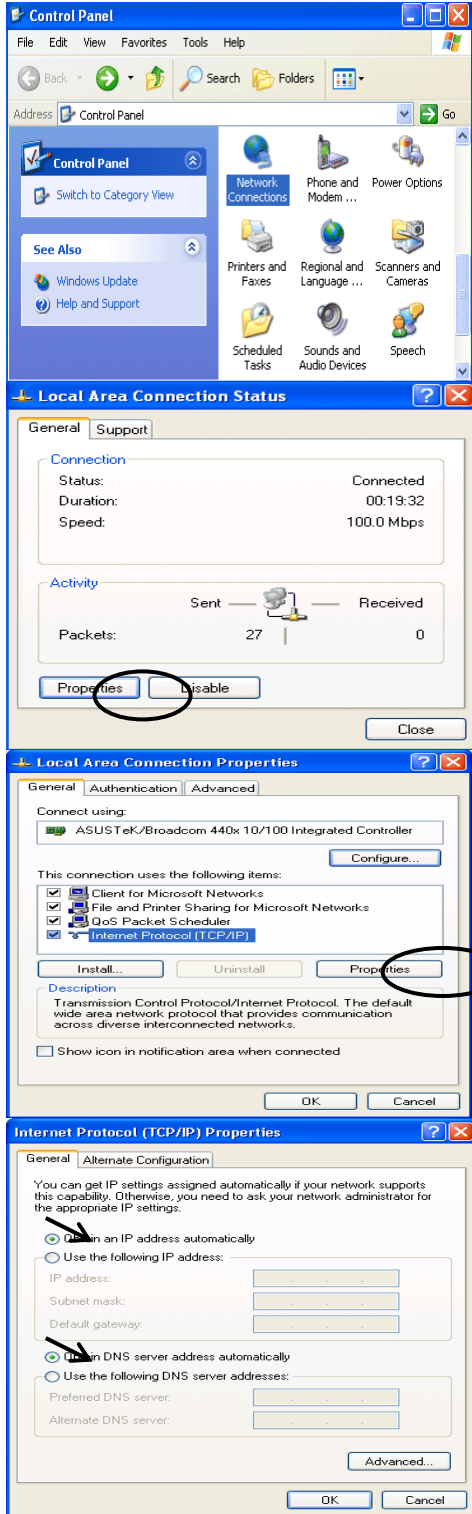 Control Panel
File Edit View Favorites Tools Help
Back Search Folders
Address Control Panel Go
Control Panel
Switch to Category View
See Also
Windows Update
Help and Support
Network Connections
Phone and Modem ...
Power Options
Printers and Faxes
Regional and Language ...
Scanners and Cameras
Scheduled Tasks
Sounds and Audio Devices
Speech
Local Area Connection Status
General Support
Connection
Status: Connected
Duration: 00:19:32
Speed: 100.0 Mbps
Activity
Sent Received
Packets: 27 0
Properties Disable
Close
Local Area Connection Properties
General Authentication Advanced
Connect using:
ASUSTeK/Broadcom 440x 10/100 Integrated Controller
Configure...
This connection uses the following items:
Client for Microsoft Networks
File and Printer Sharing for Microsoft Networks
QoS Packet Scheduler
Internet Protocol (TCP/IP)
Install... Uninstall Properties
Description
Transmission Control Protocol/Internet Protocol. The default
wide area network protocol that provides communication
across diverse interconnected networks.
Show icon in notification area when connected
OK Cancel
Internet Protocol (TCP/IP) Properties
General Alternate Configuration
You can get IP settings assigned automatically if your network supports
this capability. Otherwise, you need to ask your network administrator for
the appropriate IP settings.
Obtain an IP address automatically
Use the following IP address:
IP address:
Subnet mask:
Default gateway:
Obtain DNS server address automatically
Use the following DNS server addresses:
Preferred DNS server:
Alternate DNS server:
Advanced...
OK Cancel